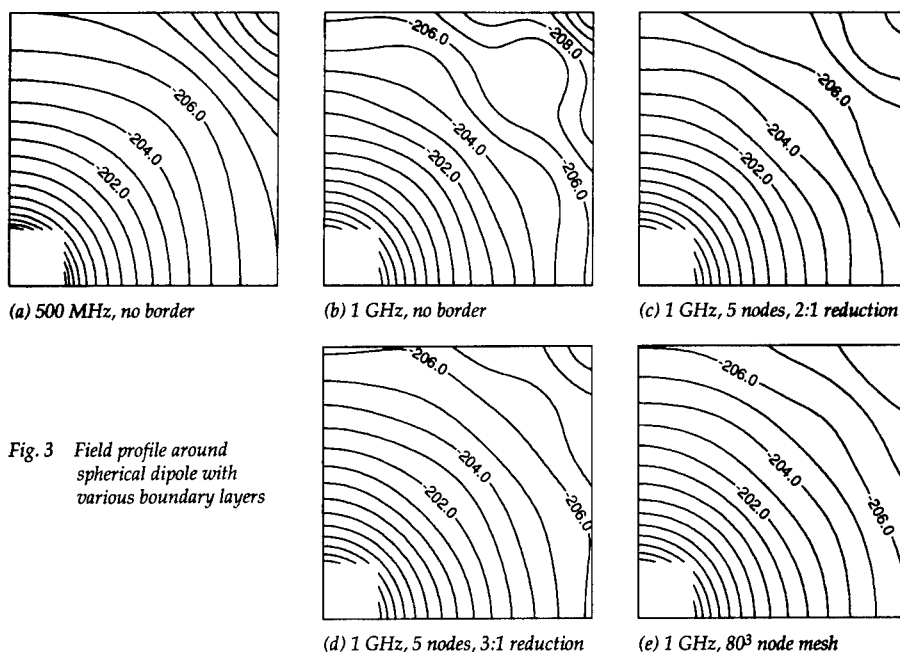 -206.0
-204.0
-202.0
(a) 500 MHz, no border
-206.0
-208.0
-204.0
-202.0
-206.0
(b) 1 GHz, no border
-206.0
-204.0
-202.0
(c) 1 GHz, 5 nodes, 2:1 reduction
Fig. 3 Field profile around
spherical dipole with
various boundary layers
-206.0
-204.0
-202.0
-206.0
(d) 1 GHz, 5 nodes, 3:1 reduction
-206.0
-204.0
-202.0
-206.0
(e) 1 GHz, 80³ node mesh